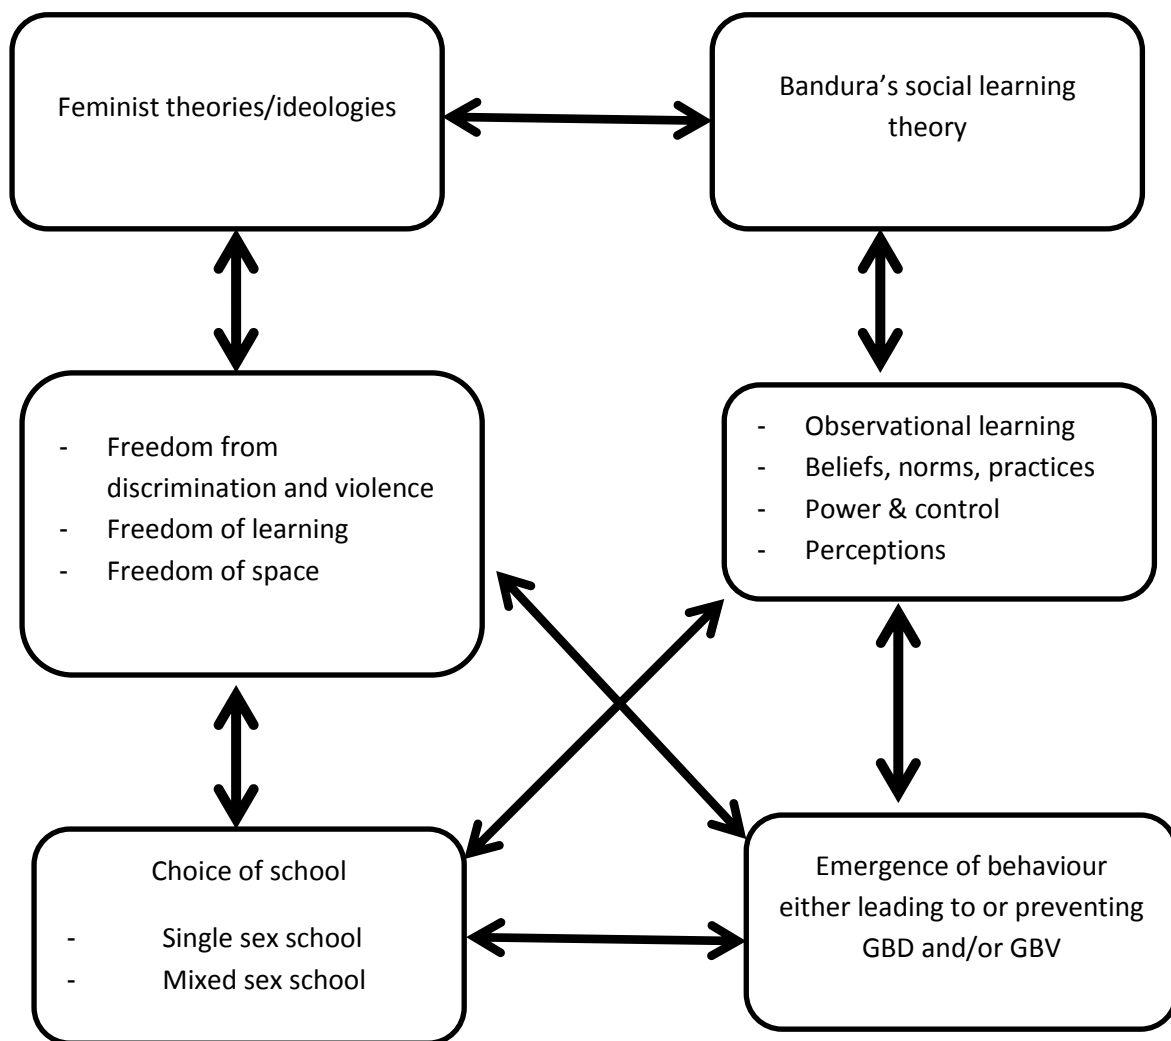 Feminist theories/ideologies
Bandura’s social learning
theory
- Freedom from
discrimination and violence
- Freedom of learning
- Freedom of space
- Observational learning
- Beliefs, norms, practices
- Power & control
- Perceptions
Choice of school
- Single sex school
- Mixed sex school
Emergence of behaviour
either leading to or preventing
GBD and/or GBV